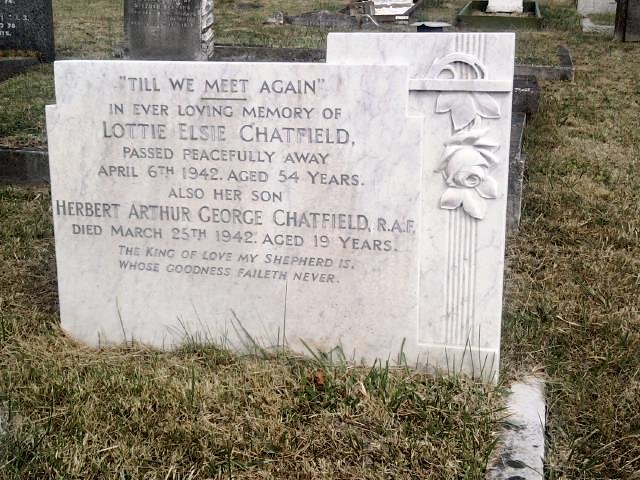 "TILL WE MEET AGAIN"
IN EVER LOVING MEMORY OF
LOTTIE ELSIE CHATFIELD,
PASSED PEACEFULLY AWAY
APRIL 6TH 1942. AGED 54 YEARS.
ALSO HER SON
HERBERT ARTHUR GEORGE CHATFIELD, R.A.F.
DIED MARCH 25TH 1942. AGED 19 YEARS.
THE KING OF LOVE MY SHEPHERD IS,
WHOSE GOODNESS FAILETH NEVER.